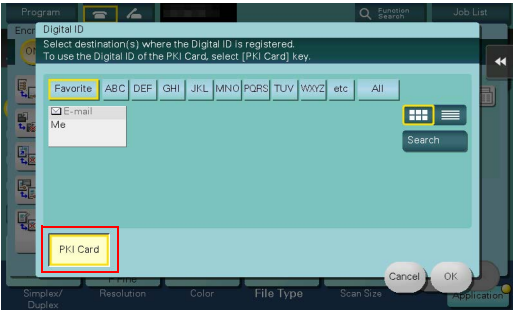 Program
Function
Search
Job List
Encr
Digital ID
Select destination(s) where the Digital ID is registered.
To use the Digital ID of the PKI Card, select [PKI Card] key.
Favorite ABC DEF GHI JKL MNO PQRS TUV WXYZ etc All
E-mail
Me
Search
PKI Card
Cancel
OK
Simplex/
Duplex
Resolution
Color
File Type
Scan Size
Application